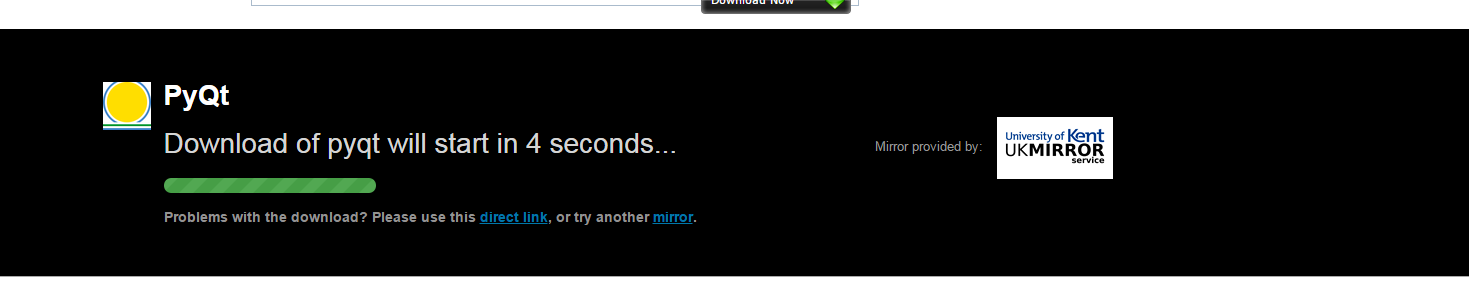 Download Now
PyQt
Download of pyqt will start in 4 seconds...
Mirror provided by:
University of Kent
UKMIRROR
service
Problems with the download? Please use this direct link, or try another mirror.